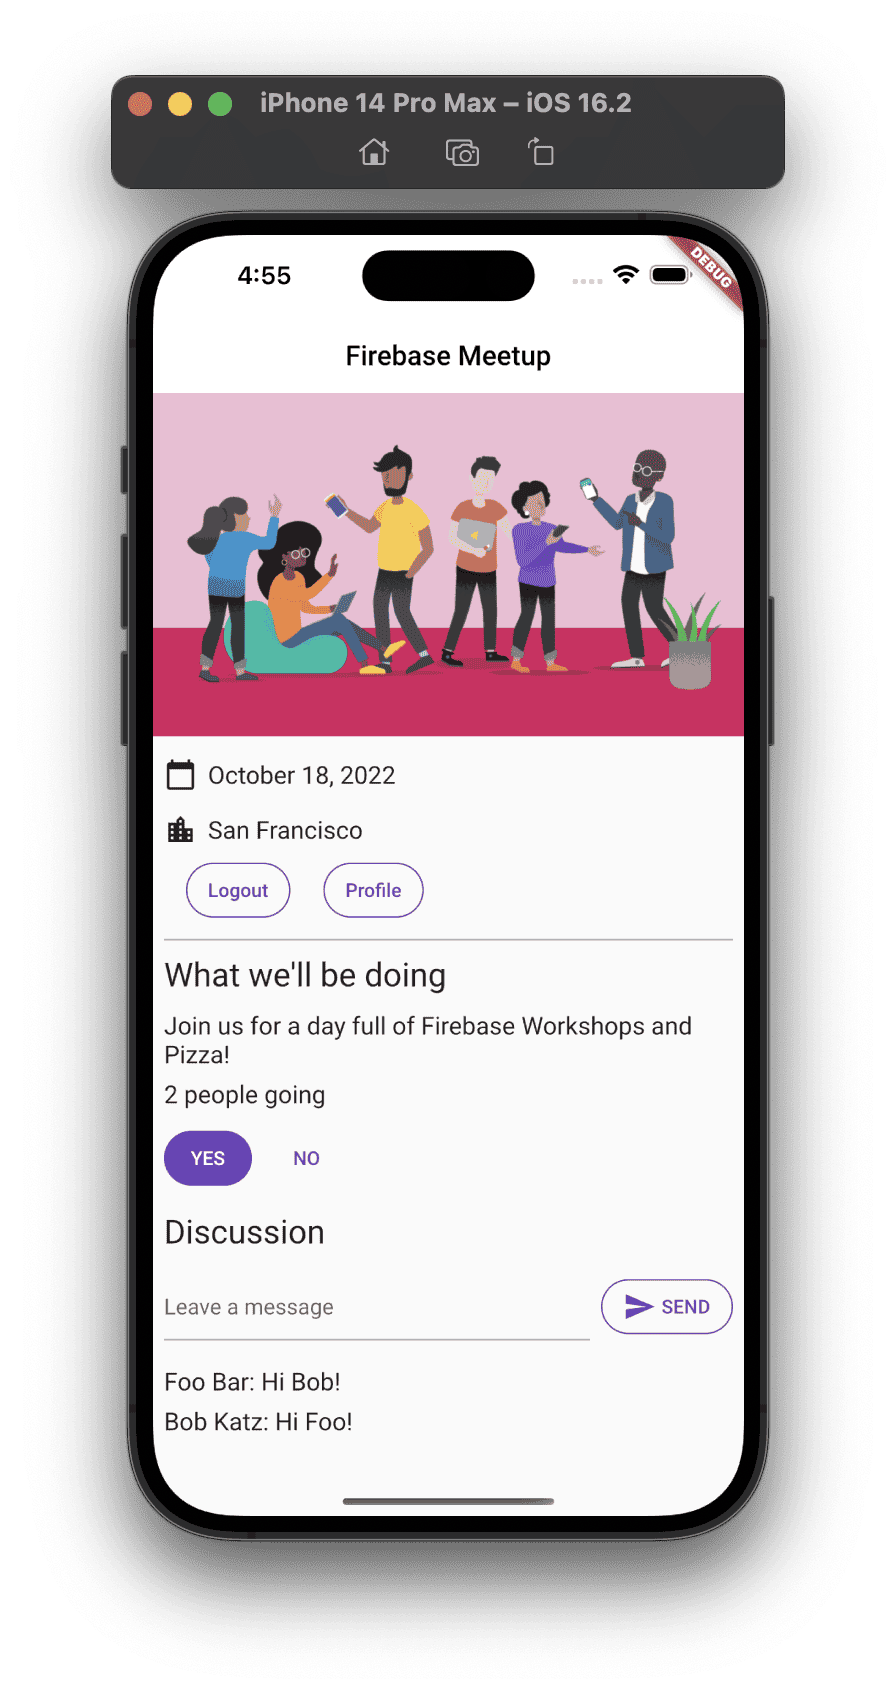 iPhone 14 Pro Max – iOS 16.2
4:55
DEBUG
Firebase Meetup
October 18, 2022
San Francisco
Logout Profile
What we'll be doing
Join us for a day full of Firebase Workshops and
Pizza!
2 people going
YES NO
Discussion
Leave a message SEND
Foo Bar: Hi Bob!
Bob Katz: Hi Foo!